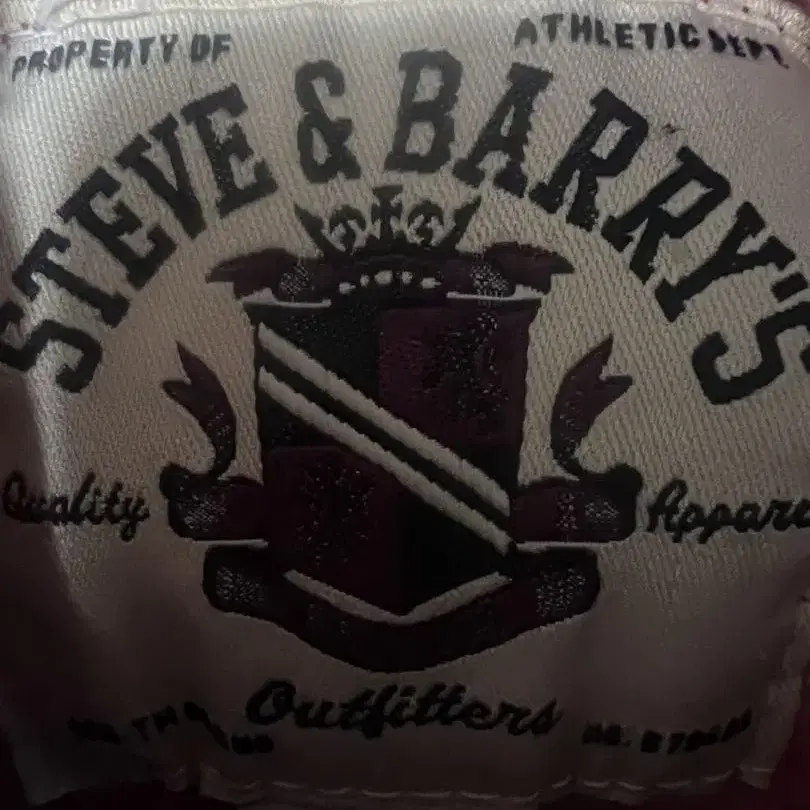 PROPERTY OF ATHLETIC DEPT.
STEVE & BARRY'S
Quality
Outfitters